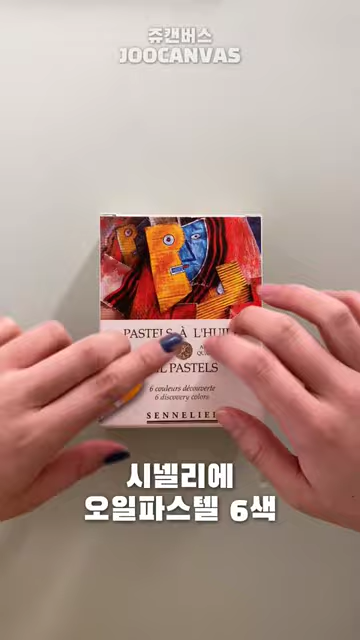 쥬캔버스
JOOCANVAS
PASTELS À L'HUI
PASTELS
6 couleurs découverte
6 discovery colors
SENNELIER
시넬리에
오일파스텔 6색